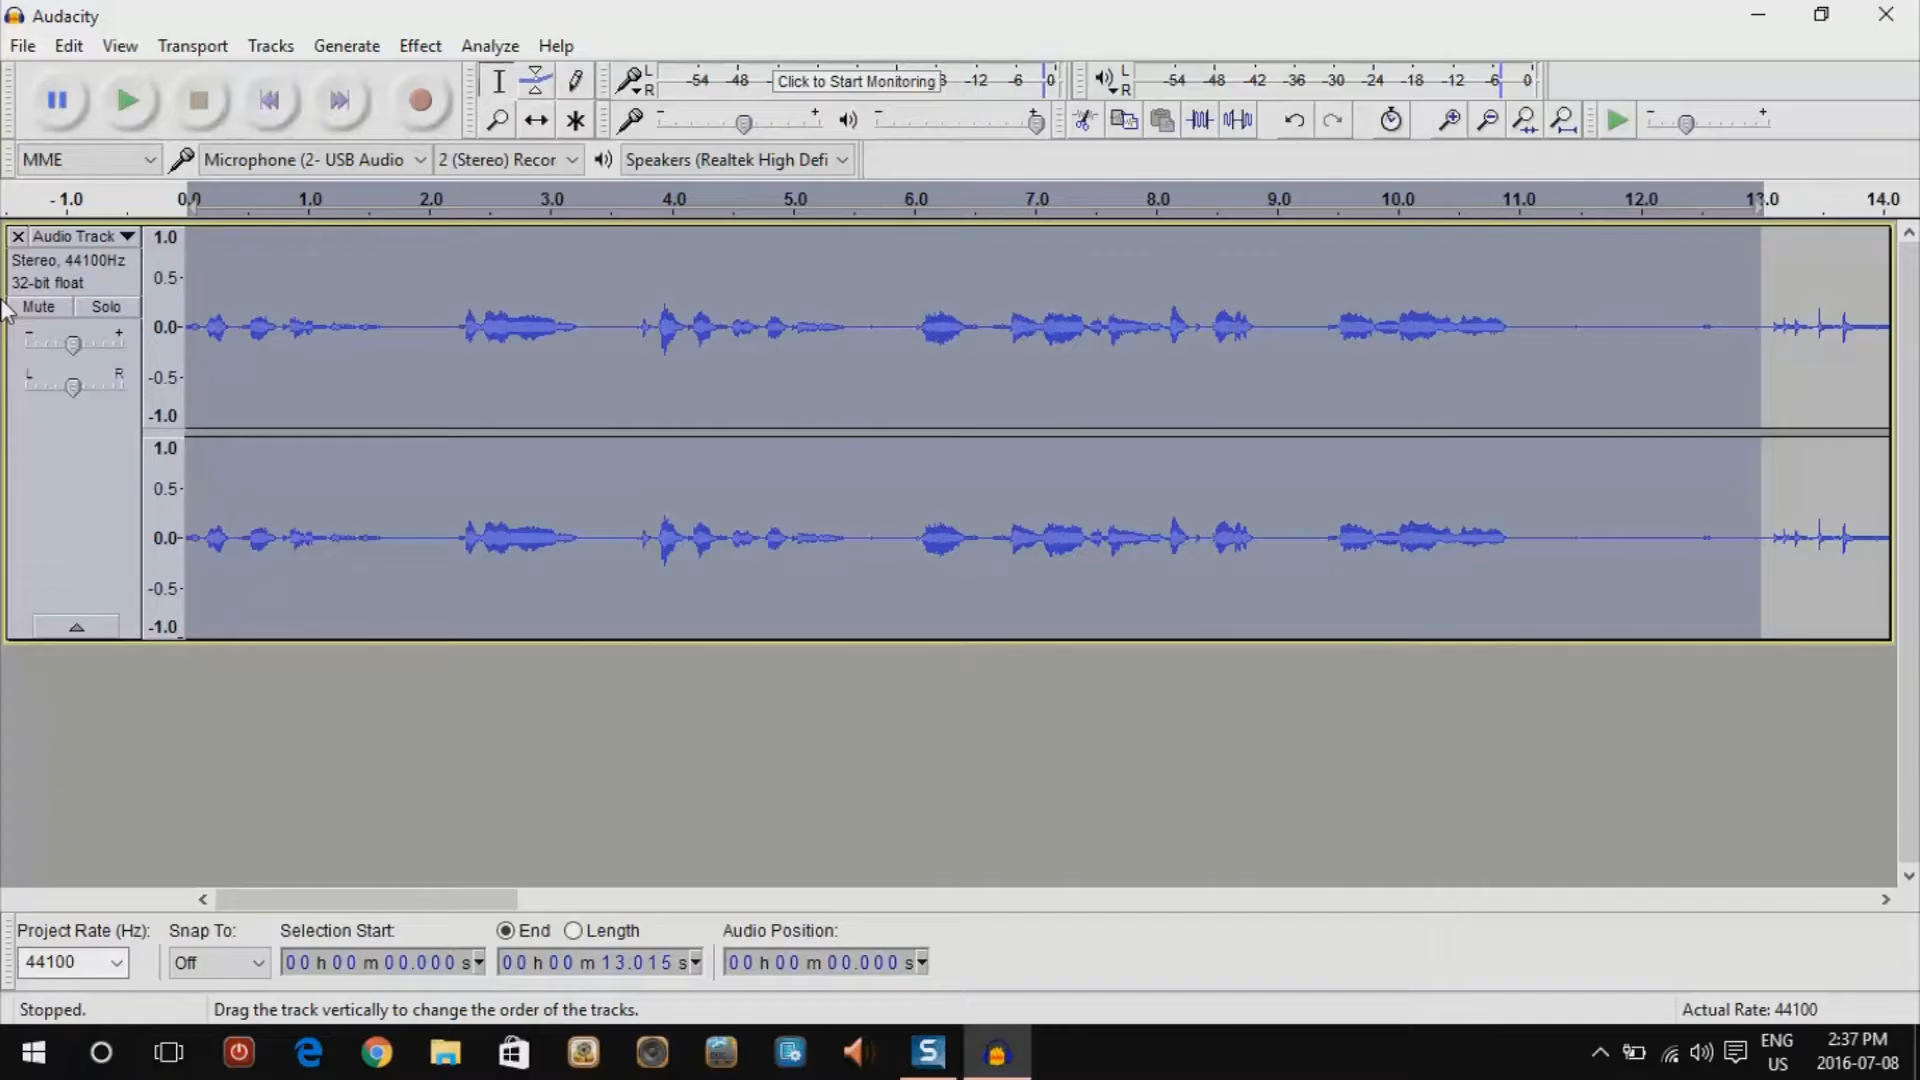 Audacity
File Edit View Transport Tracks Generate Effect Analyze Help
L
R
-54 -48 - Click to Start Monitoring 8 -12 -6 0
L
R
-54 -48 -42 -36 -30 -24 -18 -12 -6 0
- + - + - +
MME Microphone (2- USB Audio 2 (Stereo) Recor Speakers (Realtek High Defi
- 1.0 0.0 1.0 2.0 3.0 4.0 5.0 6.0 7.0 8.0 9.0 10.0 11.0 12.0 13.0 14.0
X Audio Track 1.0
Stereo, 44100Hz
32-bit float 0.5-
Mute Solo
- + 0.0-
L R -0.5-
-1.0
1.0
0.5-
0.0-
-0.5-
-1.0
Project Rate (Hz): Snap To: Selection Start: End Length Audio Position:
44100 Off 00 h 00 m 00.000 s 00 h 00 m 13.015 s 00 h 00 m 00.000 s
Stopped. Drag the track vertically to change the order of the tracks. Actual Rate: 44100
S
ENG
US
2:37 PM
2016-07-08